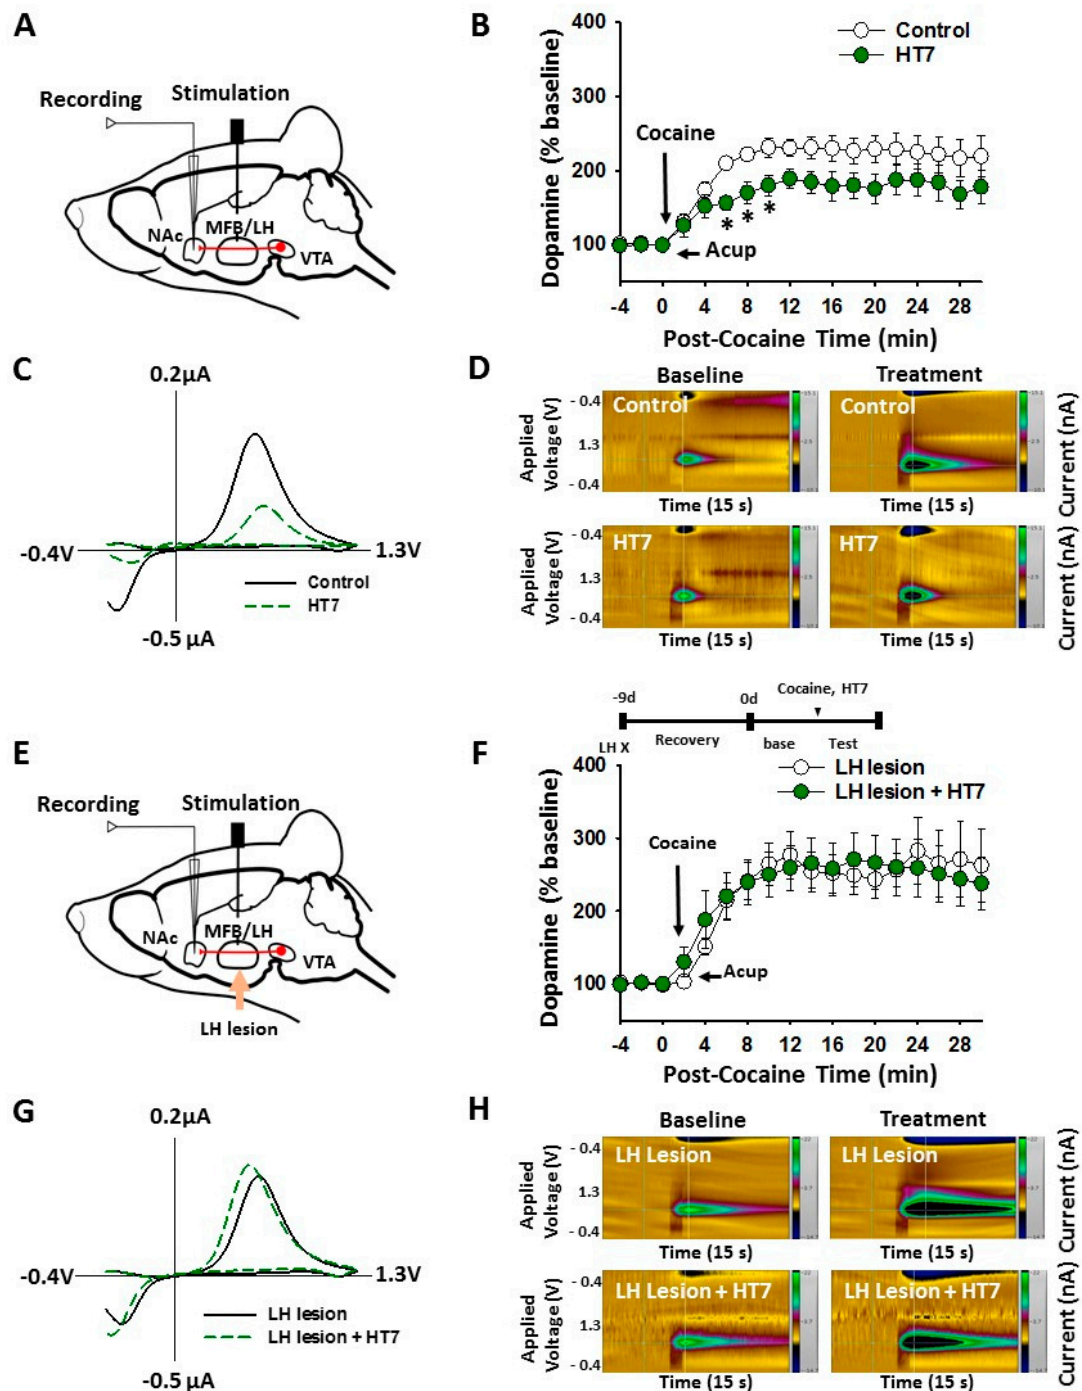 A
Recording
Stimulation
NAc
MFB/LH
VTA
B
Control
HT7
400
300
200
100
Dopamine (% baseline)
Cocaine
Acup
* * *
-4 0 4 8 12 16 20 24 28
Post-Cocaine Time (min)
C
0.2µA
-0.4V
1.3V
Control
HT7
-0.5 µA
D
Baseline
Treatment
Applied
Voltage (V)
- 0.4
1.3
- 0.4
Control
Control
Time (15 s)
Time (15 s)
Current (nA)
Applied
Voltage (V)
- 0.4
1.3
- 0.4
HT7
HT7
Time (15 s)
Time (15 s)
Current (nA)
E
Recording
Stimulation
NAc
MFB/LH
VTA
LH lesion
F
Cocaine, HT7
-9d
0d
LH X
Recovery
base
Test
LH lesion
LH lesion + HT7
400
300
200
100
Dopamine (% baseline)
Cocaine
Acup
-4 0 4 8 12 16 20 24 28
Post-Cocaine Time (min)
G
0.2µA
-0.4V
1.3V
LH lesion
LH lesion + HT7
-0.5 µA
H
Baseline
Treatment
Applied
Voltage (V)
- 0.4
1.3
- 0.4
LH Lesion
LH Lesion
Time (15 s)
Time (15 s)
Current (nA)
Applied
Voltage (V)
- 0.4
1.3
- 0.4
LH Lesion + HT7
LH Lesion + HT7
Time (15 s)
Time (15 s)
Current (nA)